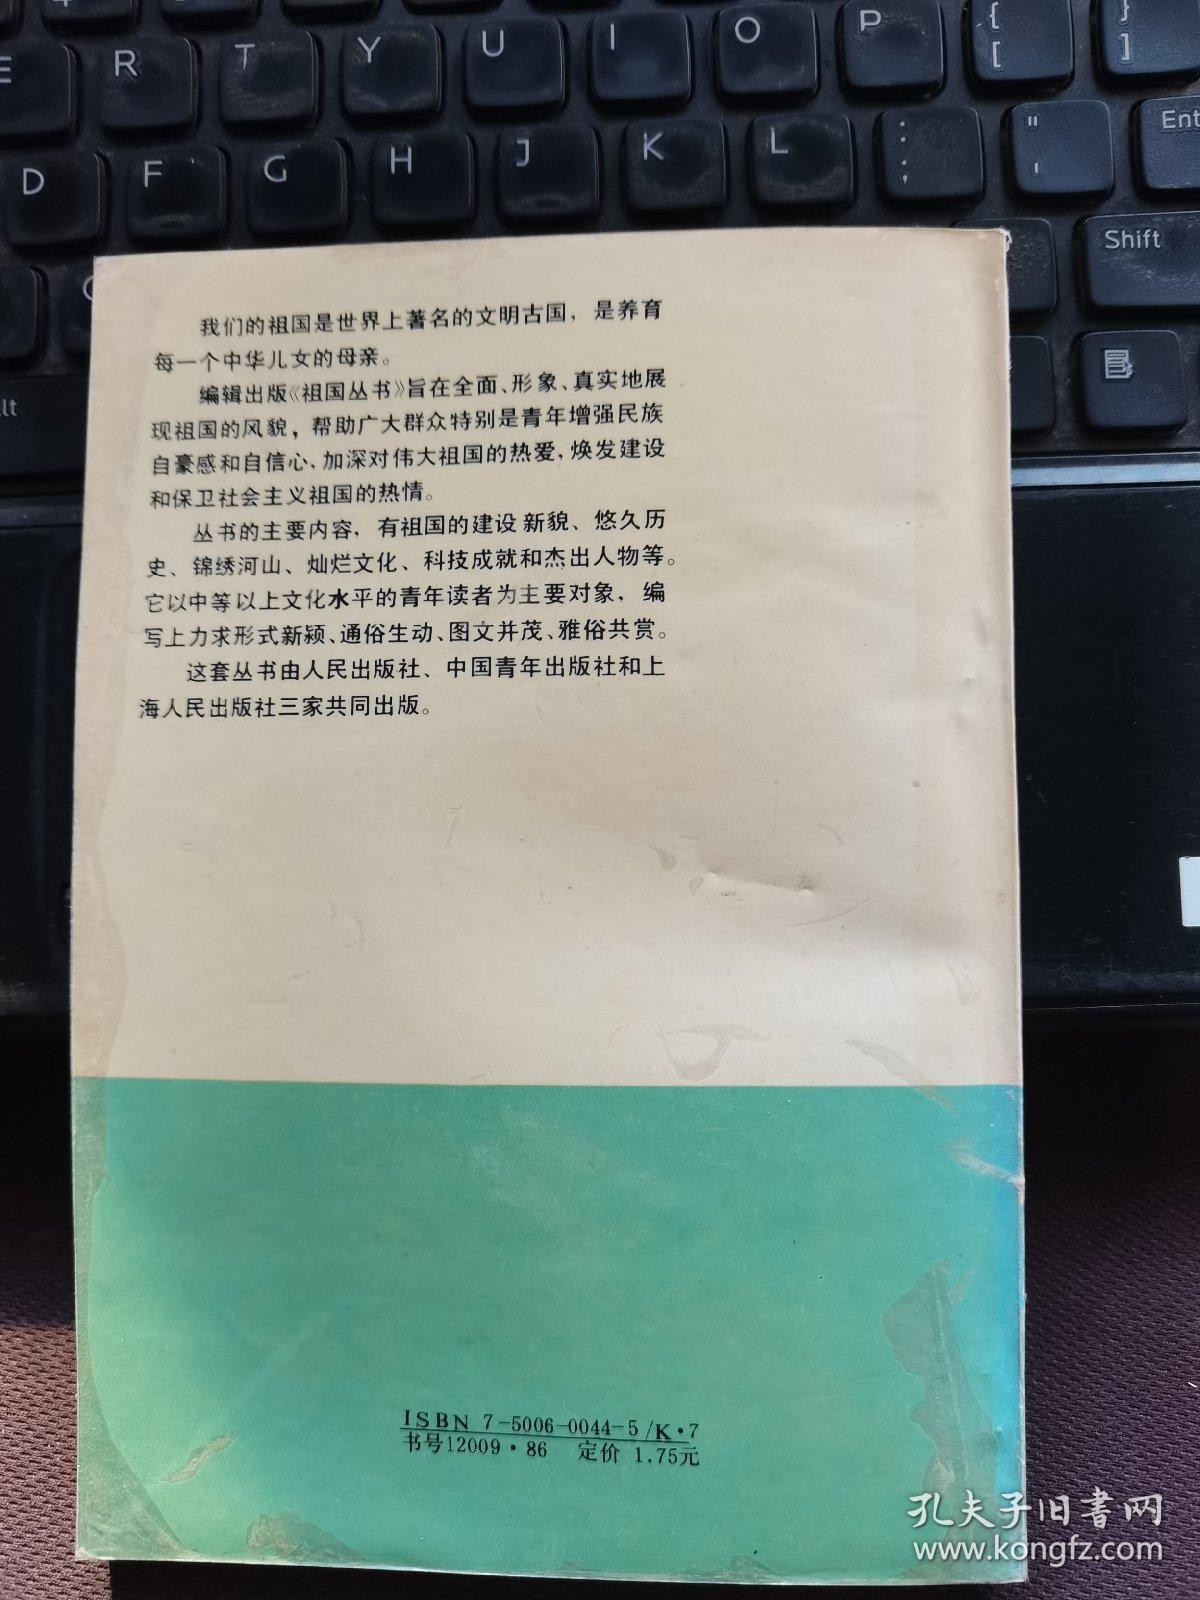 E R T Y U I O P { [ } ]
D F G H J K L : ; " ' Ent
Shift
lt
我们的祖国是世界上著名的文明古国，是养育
每一个中华儿女的母亲。
编辑出版《祖国丛书》旨在全面、形象、真实地展
现祖国的风貌，帮助广大群众特别是青年增强民族
自豪感和自信心，加深对伟大祖国的热爱，焕发建设
和保卫社会主义祖国的热情。
丛书的主要内容，有祖国的建设新貌、悠久历
史、锦绣河山、灿烂文化、科技成就和杰出人物等。
它以中等以上文化水平的青年读者为主要对象，编
写上力求形式新颖、通俗生动、图文并茂、雅俗共赏。
这套丛书由人民出版社、中国青年出版社和上
海人民出版社三家共同出版。
ISBN 7-5006-0044-5/K·7
书号12009·86 定价 1.75元
孔夫子旧书网
www.kongfz.com